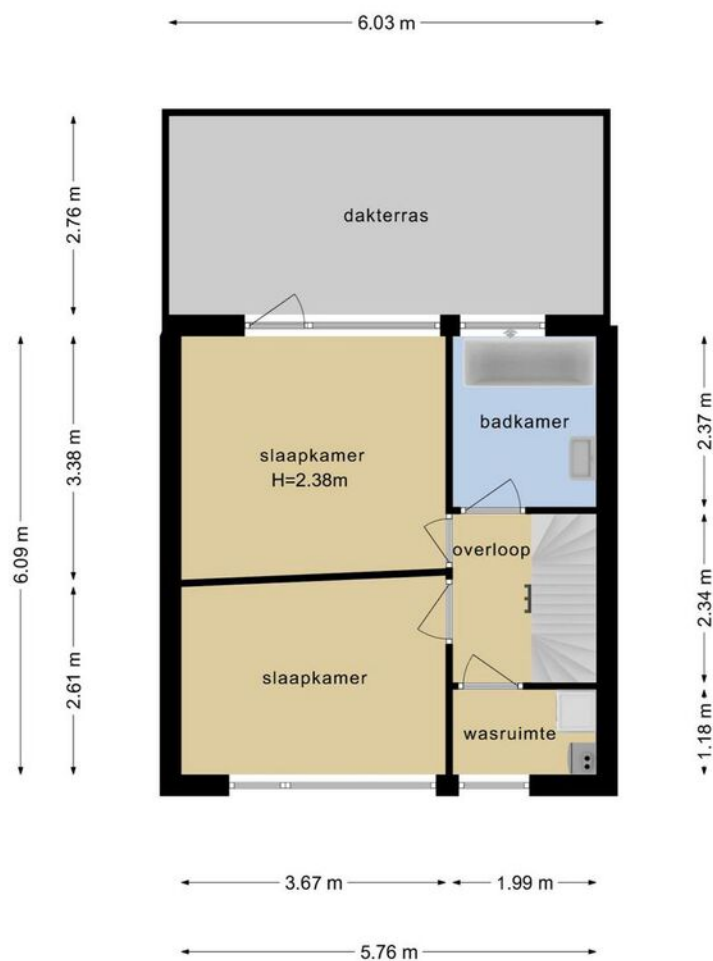 6.03 m
2.76 m
dakterras
3.38 m
6.09 m
2.61 m
slaapkamer
H=2.38m
badkamer
2.37 m
overloop
2.34 m
slaapkamer
wasruimte
1.18 m
3.67 m
1.99 m
5.76 m